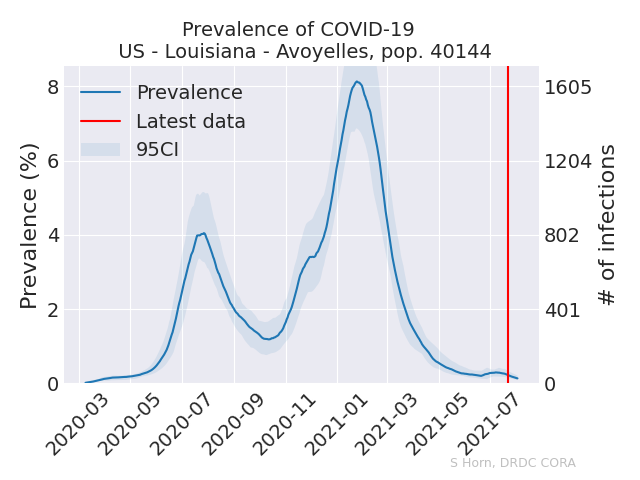 Prevalence of COVID-19
US - Louisiana - Avoyelles, pop. 40144
Prevalence
Latest data
95CI
Prevalence (%)
8
6
4
2
0
# of infections
1605
1204
802
401
0
2020-03
2020-05
2020-07
2020-09
2020-11
2021-01
2021-03
2021-05
2021-07
S Horn, DRDC CORA